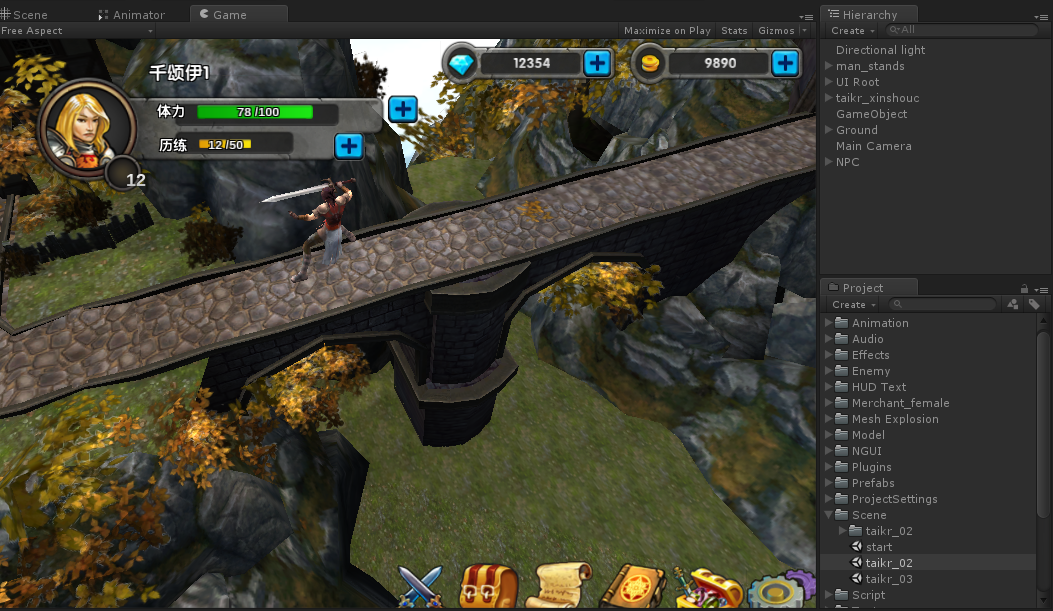 Scene
Animator
Game
Free Aspect
Maximize on Play
Stats
Gizmos
千颂伊1
体力
78 /100
历练
12 /50
12
12354
9890
Hierarchy
Create
All
Directional light
man_stands
UI Root
taikr_xinshouc
GameObject
Ground
Main Camera
NPC
Project
Create
Animation
Audio
Effects
Enemy
HUD Text
Merchant_female
Mesh Explosion
Model
NGUI
Plugins
Prefabs
ProjectSettings
Scene
taikr_02
start
taikr_02
taikr_03
Script